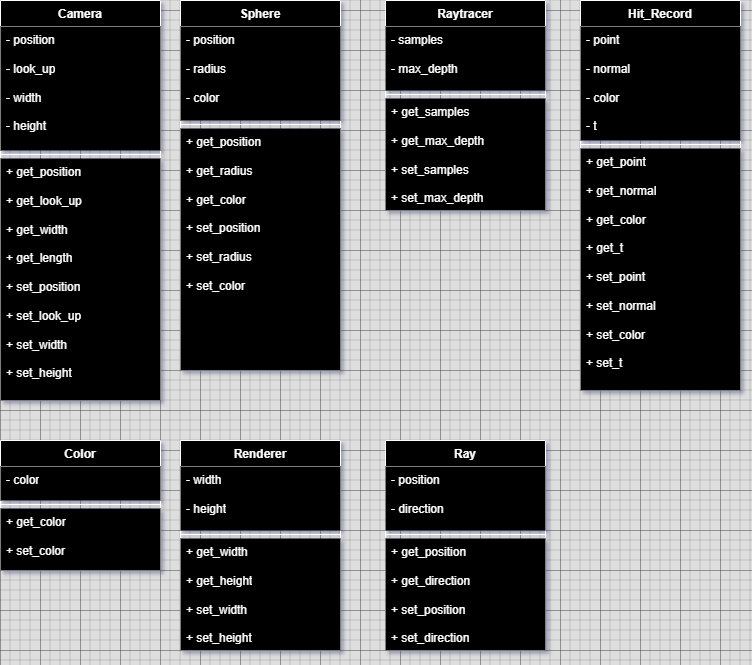 Camera
- position
- look_up
- width
- height
+ get_position
+ get_look_up
+ get_width
+ get_length
+ set_position
+ set_look_up
+ set_width
+ set_height
Sphere
- position
- radius
- color
+ get_position
+ get_radius
+ get_color
+ set_position
+ set_radius
+ set_color
Raytracer
- samples
- max_depth
+ get_samples
+ get_max_depth
+ set_samples
+ set_max_depth
Hit_Record
- point
- normal
- color
- t
+ get_point
+ get_normal
+ get_color
+ get_t
+ set_point
+ set_normal
+ set_color
+ set_t
Color
- color
+ get_color
+ set_color
Renderer
- width
- height
+ get_width
+ get_height
+ set_width
+ set_height
Ray
- position
- direction
+ get_position
+ get_direction
+ set_position
+ set_direction